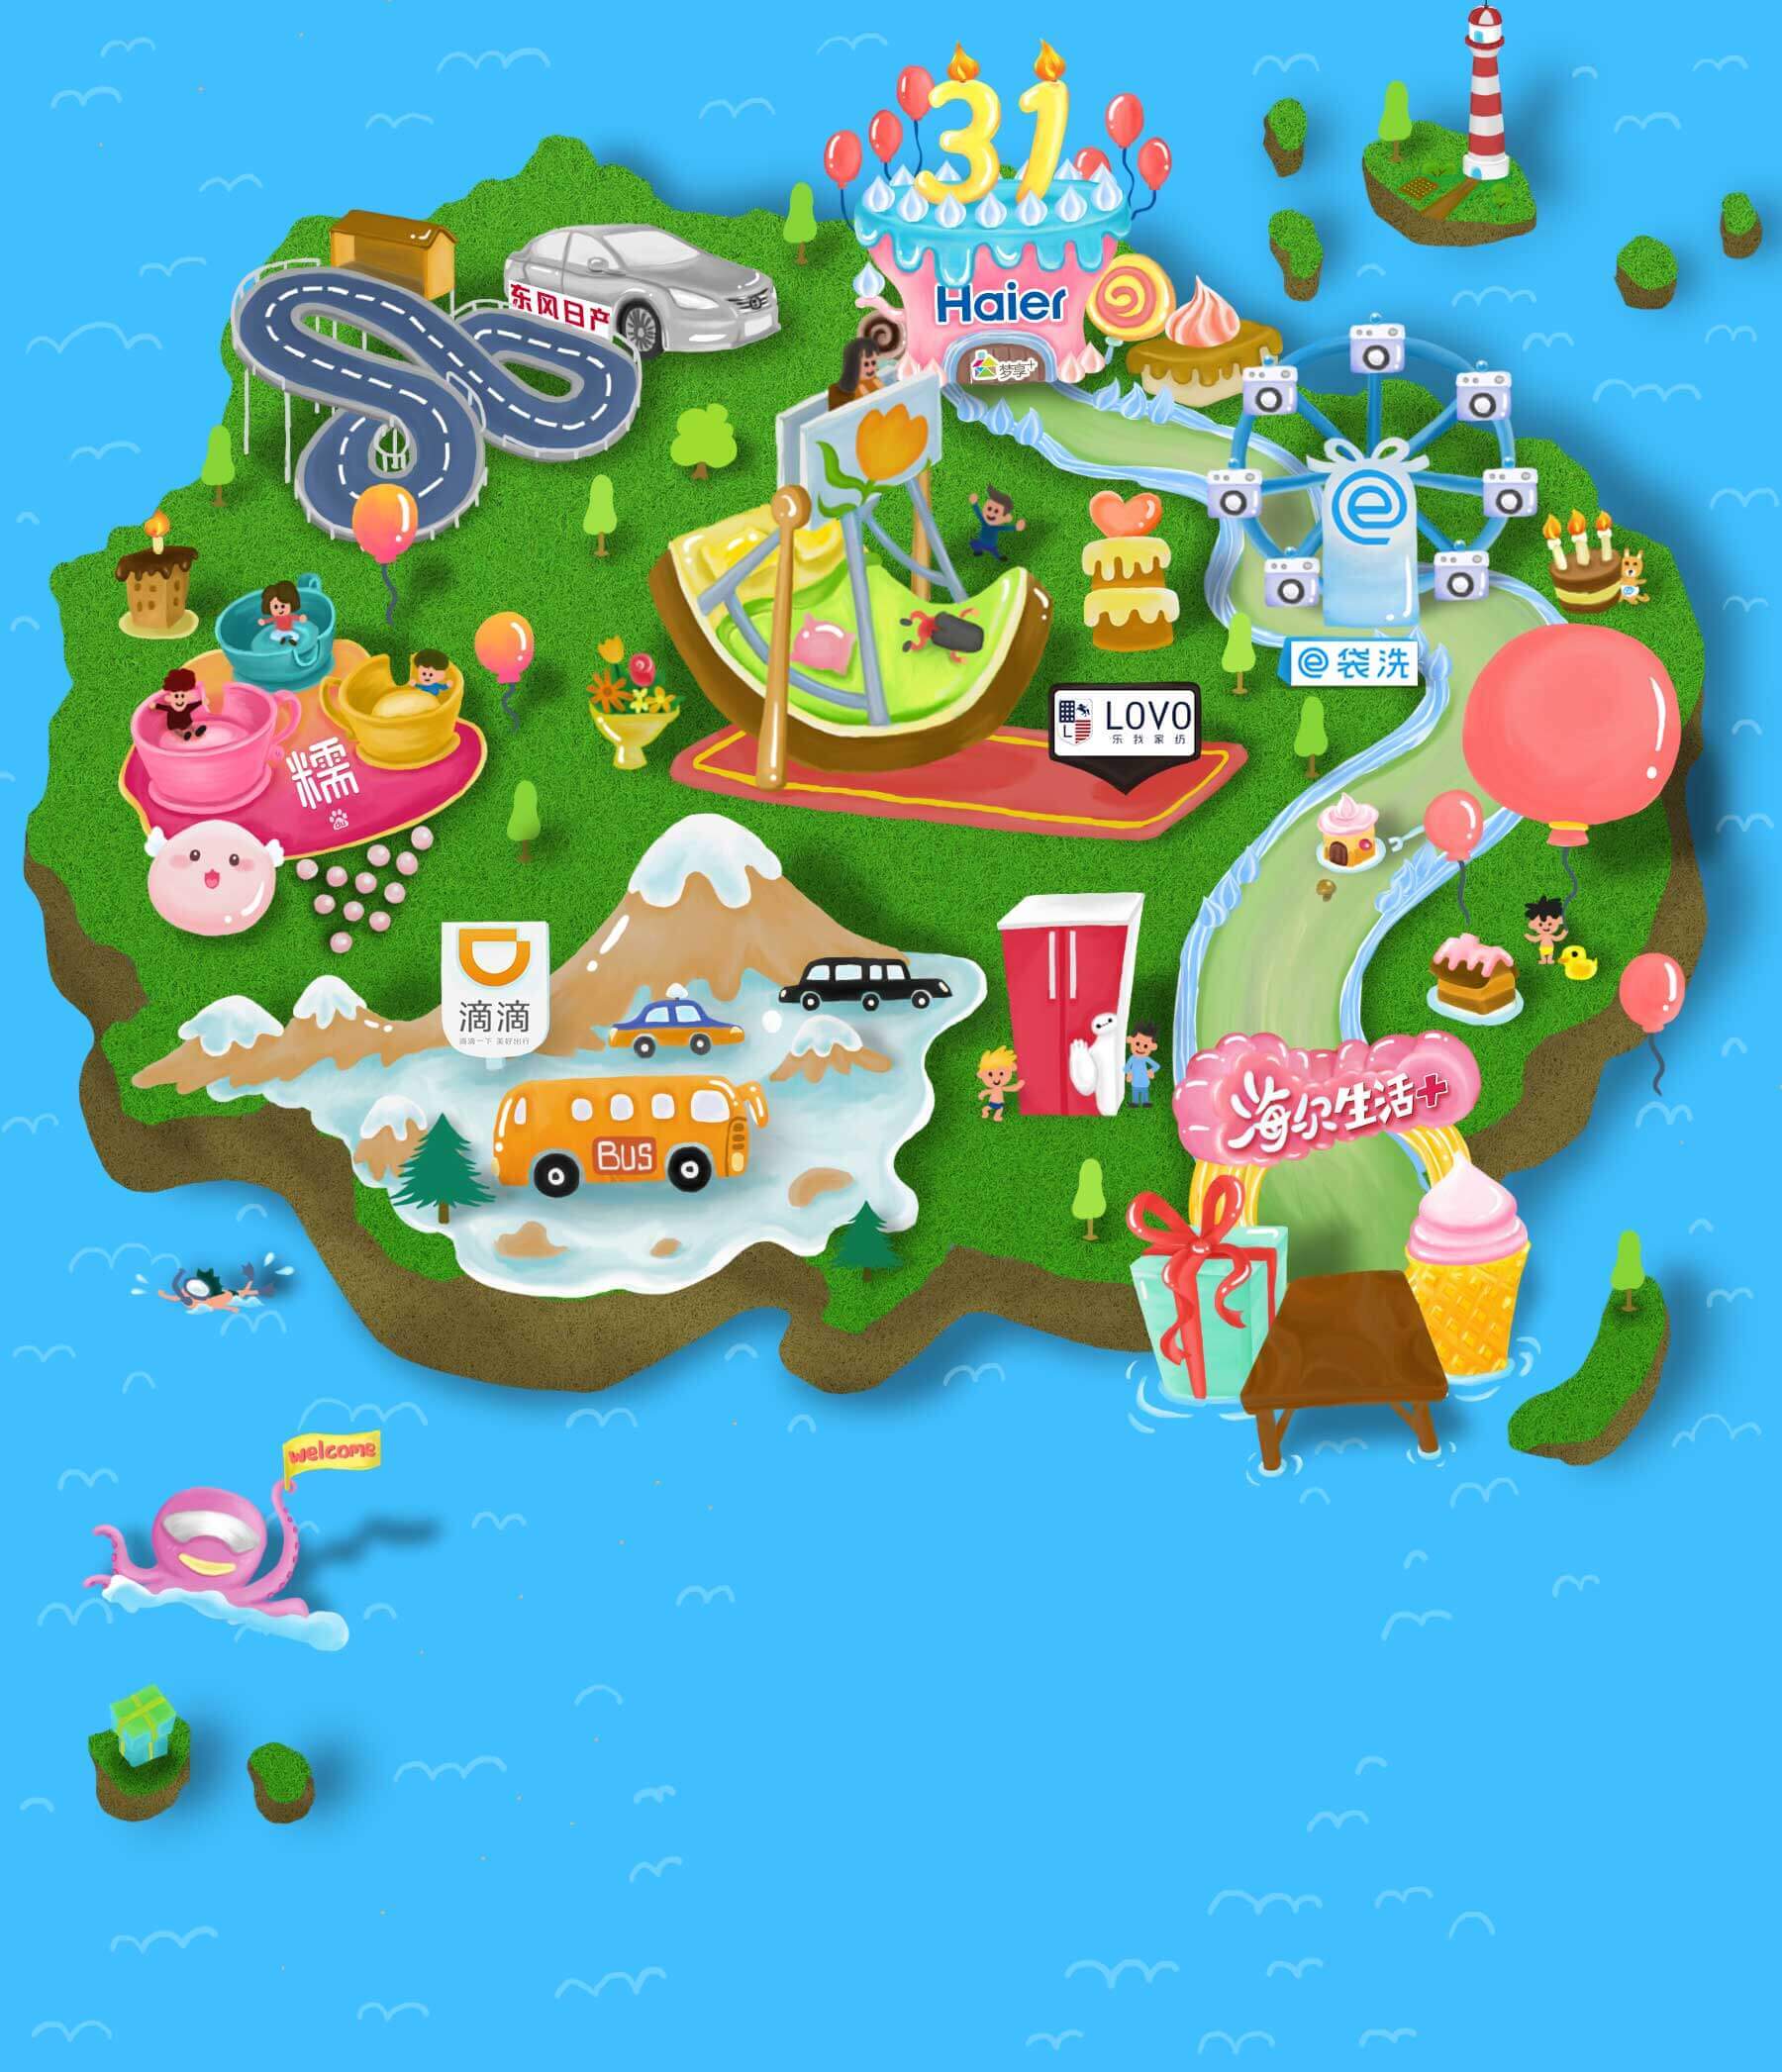 31
Haier
梦享+
东风日产
e
e袋洗
LOVO
乐我家纺
L
糯
du
滴滴
滴滴一下 美好出行
BUS
海尔生活+
welcome